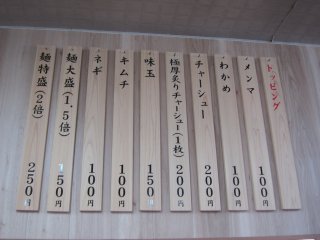 トッピング
メンマ 100円
わかめ 100円
チャーシュー 200円
極厚炙りチャーシュー(1枚) 200円
味玉 150円
キムチ 100円
ネギ 100円
麺大盛(1.5倍) 150円
麺特盛(2倍) 250円